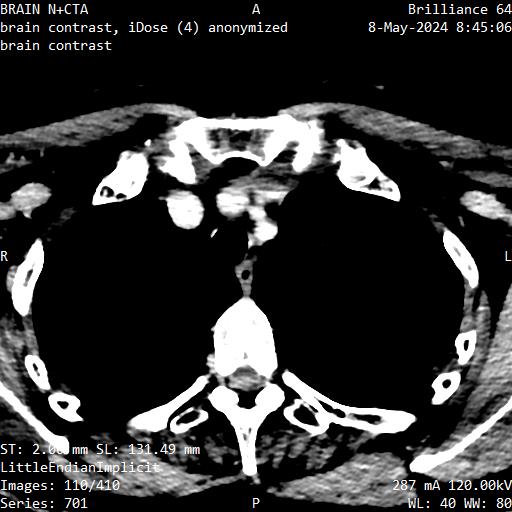 BRAIN N+CTA
A
Brilliance 64
brain contrast, iDose (4) anonymized
8-May-2024 8:45:06
brain contrast
R
L
ST: 2.00 mm SL: 131.49 mm
LittleEndianImplicit
Images: 110/410
287 mA 120.00kV
Series: 701
P
WL: 40 WW: 80